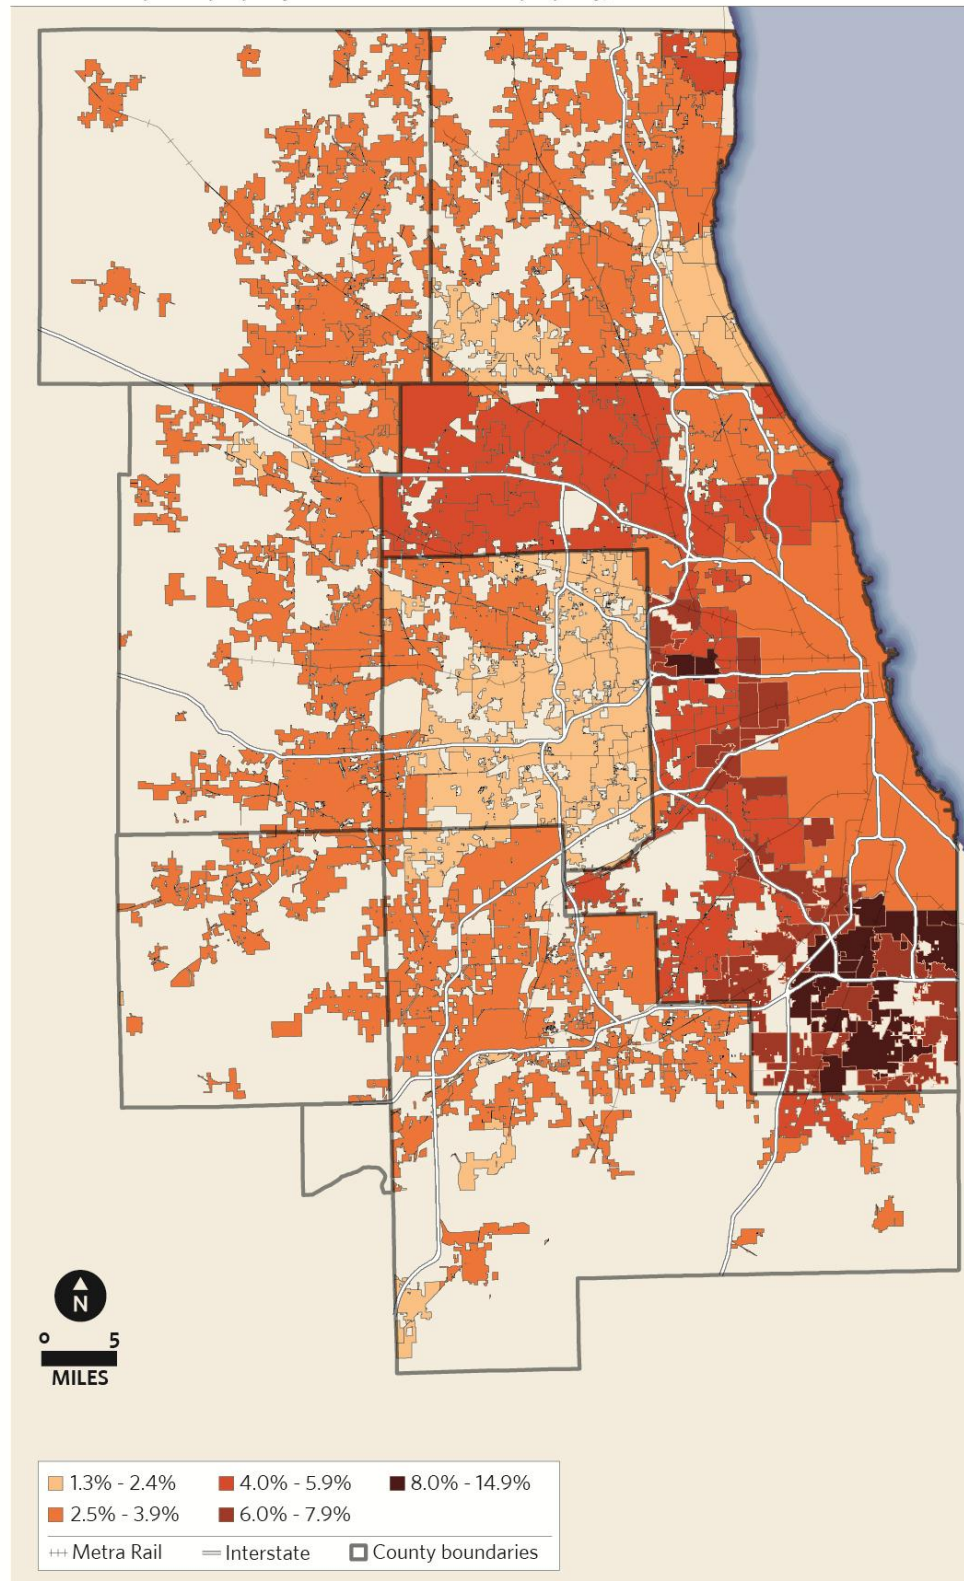 N
0 5
MILES
1.3% - 2.4% 4.0% - 5.9% 8.0% - 14.9%
2.5% - 3.9% 6.0% - 7.9%
Metra Rail Interstate County boundaries